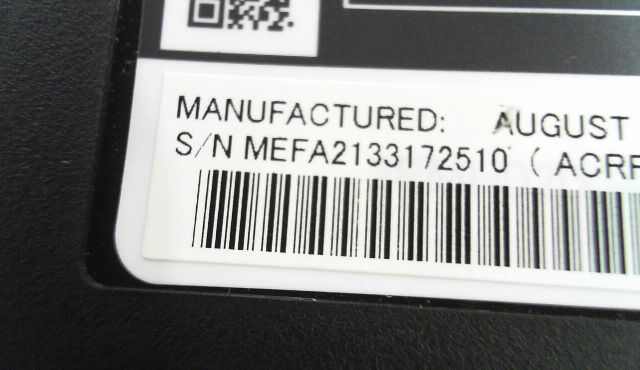 MANUFACTURED: AUGUST
S/N MEFA2133172510 ( ACRF